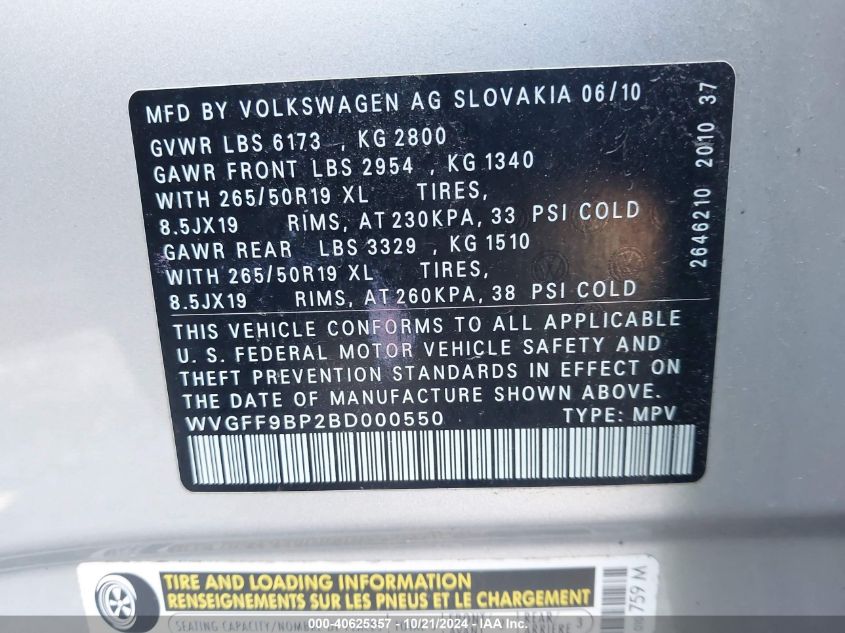 MFD BY VOLKSWAGEN AG SLOVAKIA 06/10
GVWR LBS 6173 , KG 2800
GAWR FRONT LBS 2954 , KG 1340
WITH 265/50R19 XL TIRES,
8.5JX19 RIMS, AT 230KPA, 33 PSI COLD
GAWR REAR LBS 3329 , KG 1510
WITH 265/50R19 XL TIRES,
8.5JX19 RIMS, AT 260KPA, 38 PSI COLD
THIS VEHICLE CONFORMS TO ALL APPLICABLE
U. S. FEDERAL MOTOR VEHICLE SAFETY AND
THEFT PREVENTION STANDARDS IN EFFECT ON
THE DATE OF MANUFACTURE SHOWN ABOVE.
WVGFF9BP2BD000550 TYPE: MPV
2646210 2010 37
TIRE AND LOADING INFORMATION
RENSEIGNEMENTS SUR LES PNEUS ET LE CHARGEMENT
SEATING CAPACITY/NOMBRE
759 M
000-40625357 - 10/21/2024 - IAA, Inc.